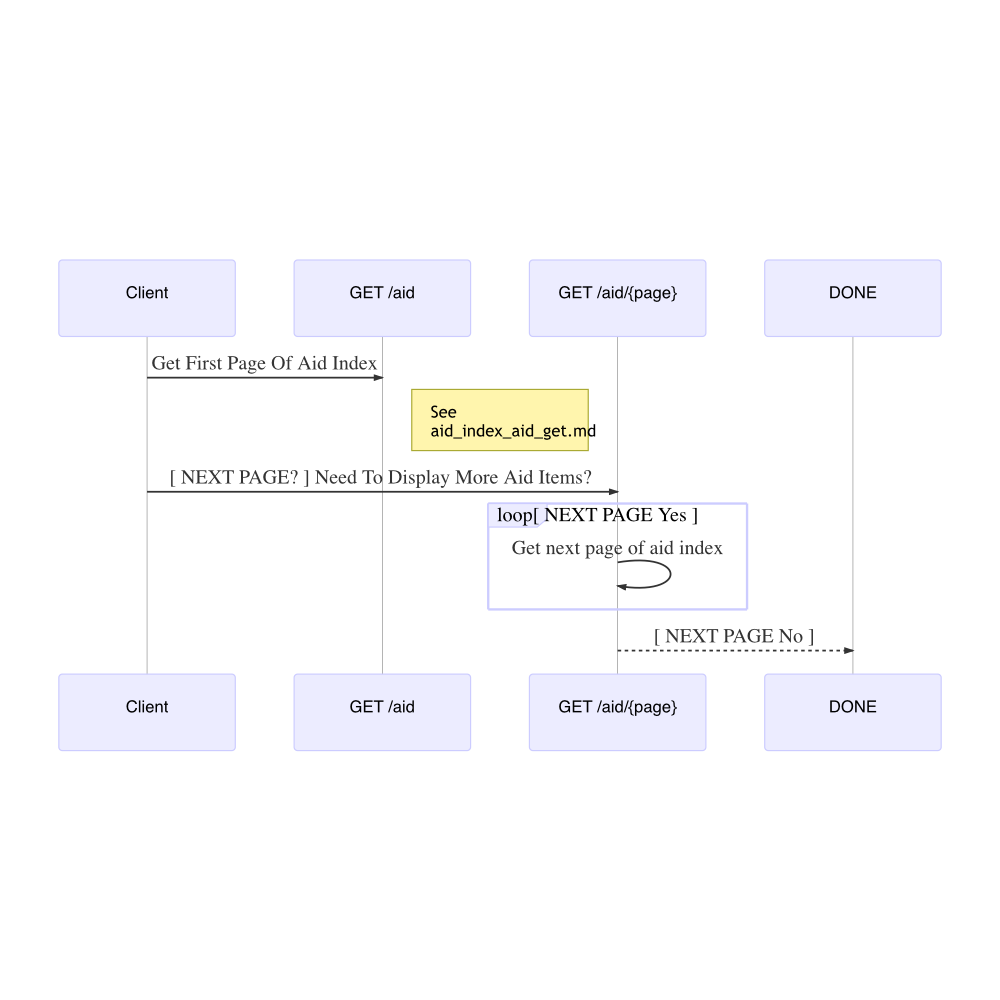 Client
GET /aid
GET /aid/{page}
DONE
Get First Page Of Aid Index
See
aid_index_aid_get.md
[ NEXT PAGE? ] Need To Display More Aid Items?
loop[ NEXT PAGE Yes ]
Get next page of aid index
[ NEXT PAGE No ]
Client
GET /aid
GET /aid/{page}
DONE